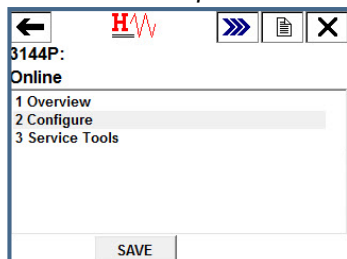 H
3144P:
Online
1 Overview
2 Configure
3 Service Tools
SAVE